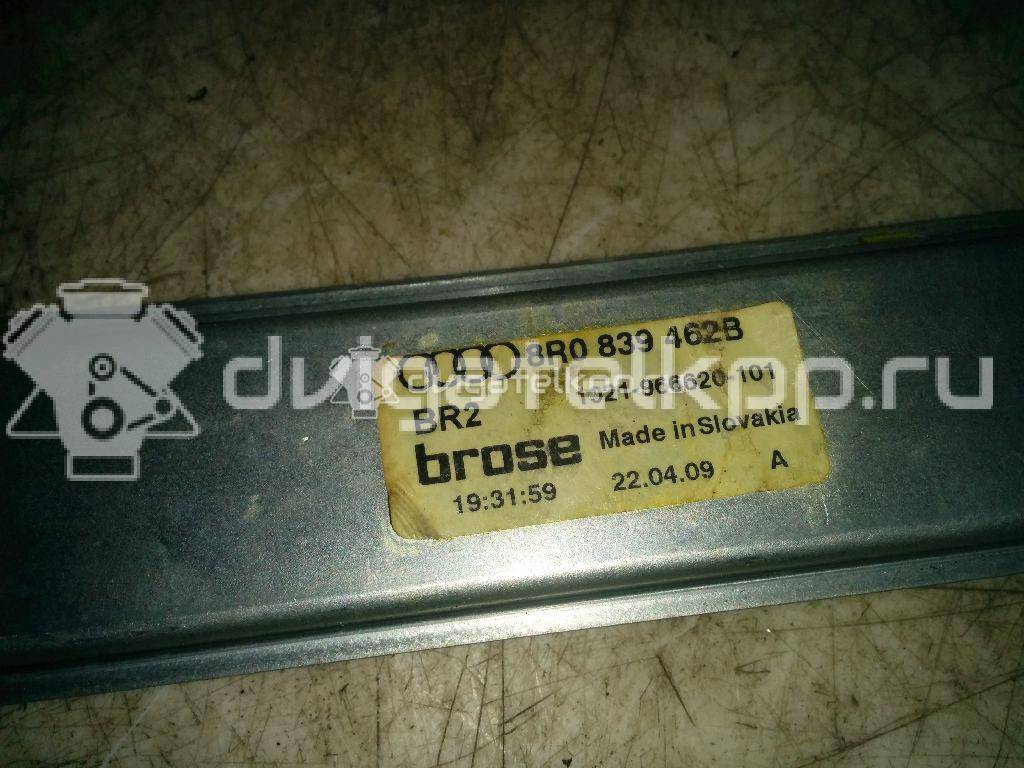 8R0 839 462B
BR2
brose
Made in Slovakia
19:31:59
22.04.09
A
dvigatelkpp.ru